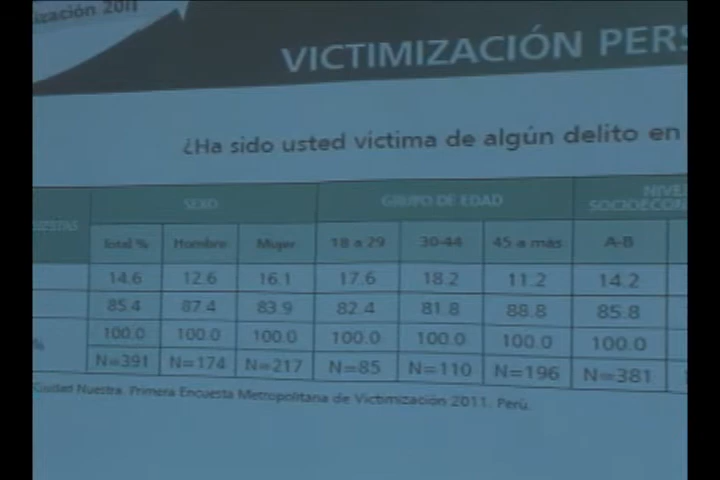 ización 2011
VICTIMIZACIÓN PERS
¿Ha sido usted víctima de algún delito en
SEXO GRUPO DE EDAD NIVEL
SOCIOECON
Total % Hombre Mujer 18 a 29 30-44 45 a más A-B
14.6 12.6 16.1 17.6 18.2 11.2 14.2
85.4 87.4 83.9 82.4 81.8 88.8 85.8
% 100.0 100.0 100.0 100.0 100.0 100.0 100.0
N=391 N=174 N=217 N=85 N=110 N=196 N=381
Ciudad Nuestra. Primera Encuesta Metropolitana de Victimización 2011. Perú.